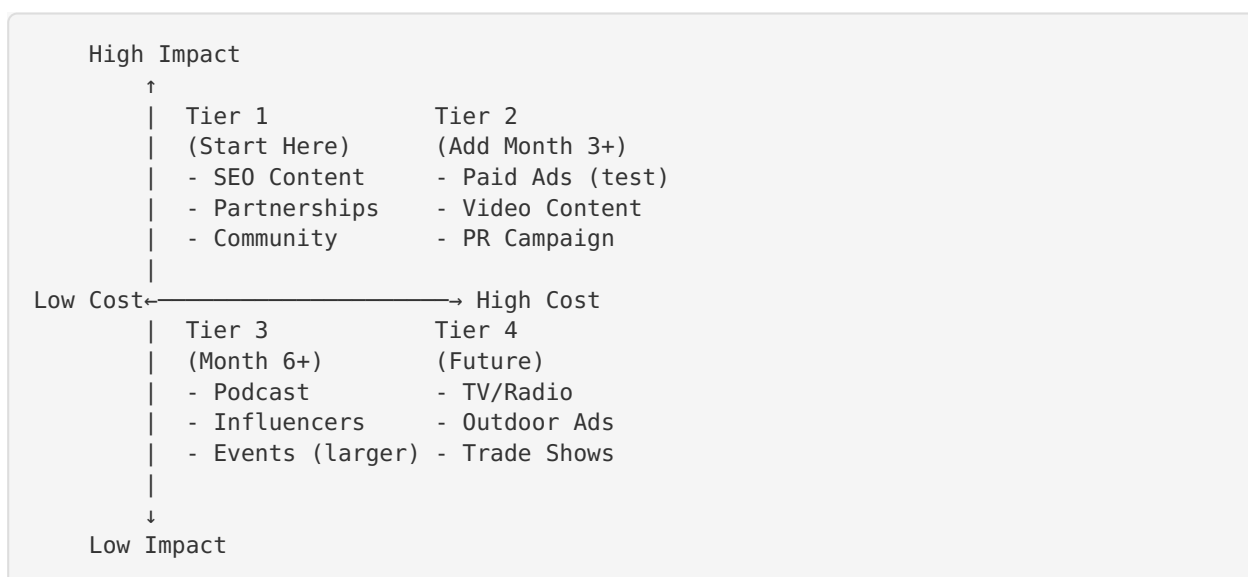 High Impact
↑
| Tier 1 Tier 2
| (Start Here) (Add Month 3+)
| - SEO Content - Paid Ads (test)
| - Partnerships - Video Content
| - Community - PR Campaign
|
Low Cost←─────────────────────→ High Cost
| Tier 3 Tier 4
| (Month 6+) (Future)
| - Podcast - TV/Radio
| - Influencers - Outdoor Ads
| - Events (larger) - Trade Shows
|
↓
Low Impact